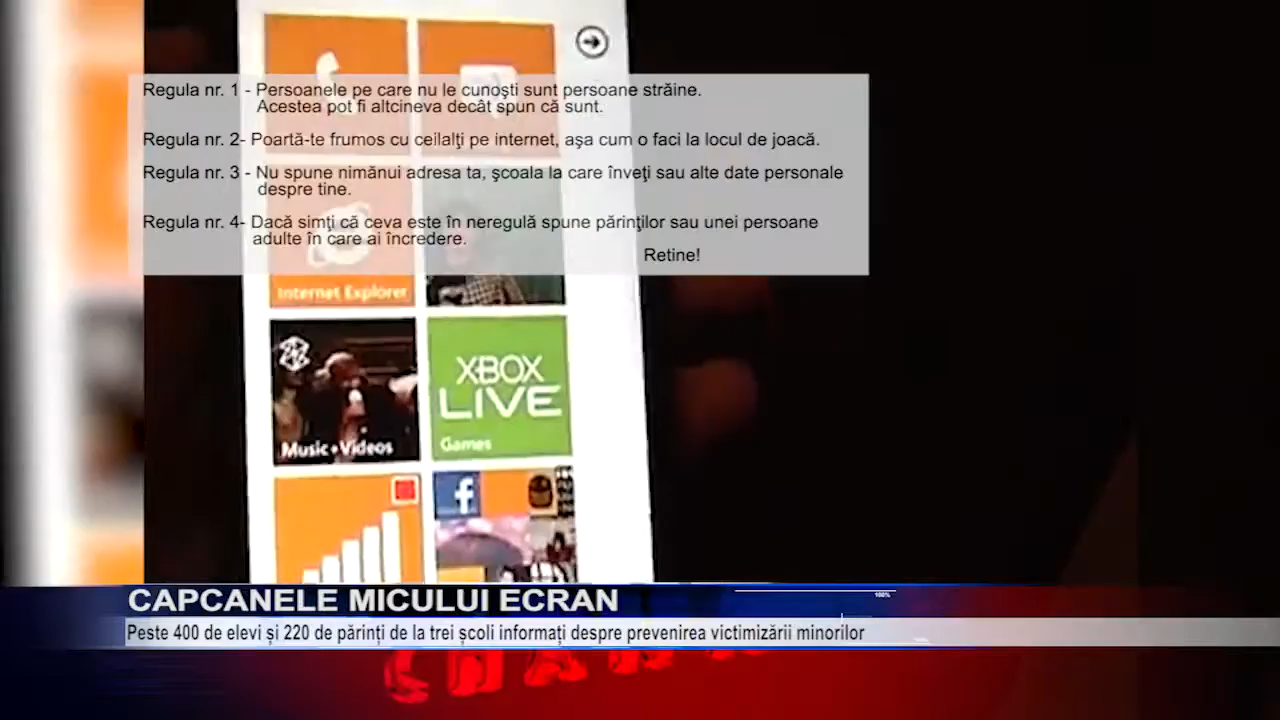 Regula nr. 1 - Persoanele pe care nu le cunoști sunt persoane străine.
Acestea pot fi altcineva decât spun că sunt.
Regula nr. 2- Poartă-te frumos cu ceilalţi pe internet, aşa cum o faci la locul de joacă.
Regula nr. 3 - Nu spune nimănui adresa ta, şcoala la care înveţi sau alte date personale
despre tine.
Regula nr. 4- Dacă simţi că ceva este în neregulă spune părinţilor sau unei persoane
adulte în care ai încredere.
Retine!
Internet Explorer
XBOX
LIVE
Music+Videos
Games
f
CAPCANELE MICULUI ECRAN
100%
Peste 400 de elevi și 220 de părinți de la trei școli informați despre prevenirea victimizării minorilor